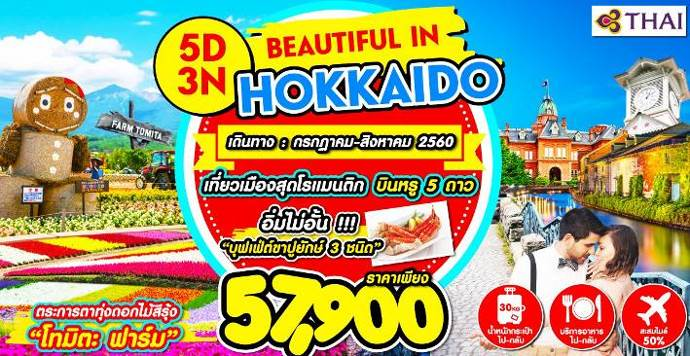 5D
3N
BEAUTIFUL IN
HOKKAIDO
THAI
FARM TOMITA
เดินทาง : กรกฎาคม-สิงหาคม 2560
เที่ยวเมืองสุดโรแมนติก บินหรู 5 ดาว
อิ่มไม่อั้น !!!
"บุฟเฟ่ต์ขาปูยักษ์ 3 ชนิด"
ราคาเพียง
57,900
ตระการตาทุ่งดอกไม้สีรุ้ง
"โทมิตะ ฟาร์ม"
30KG
น้ำหนักกระเป๋า
ไป-กลับ
บริการอาหาร
ไป-กลับ
สะสมไมล์
50%